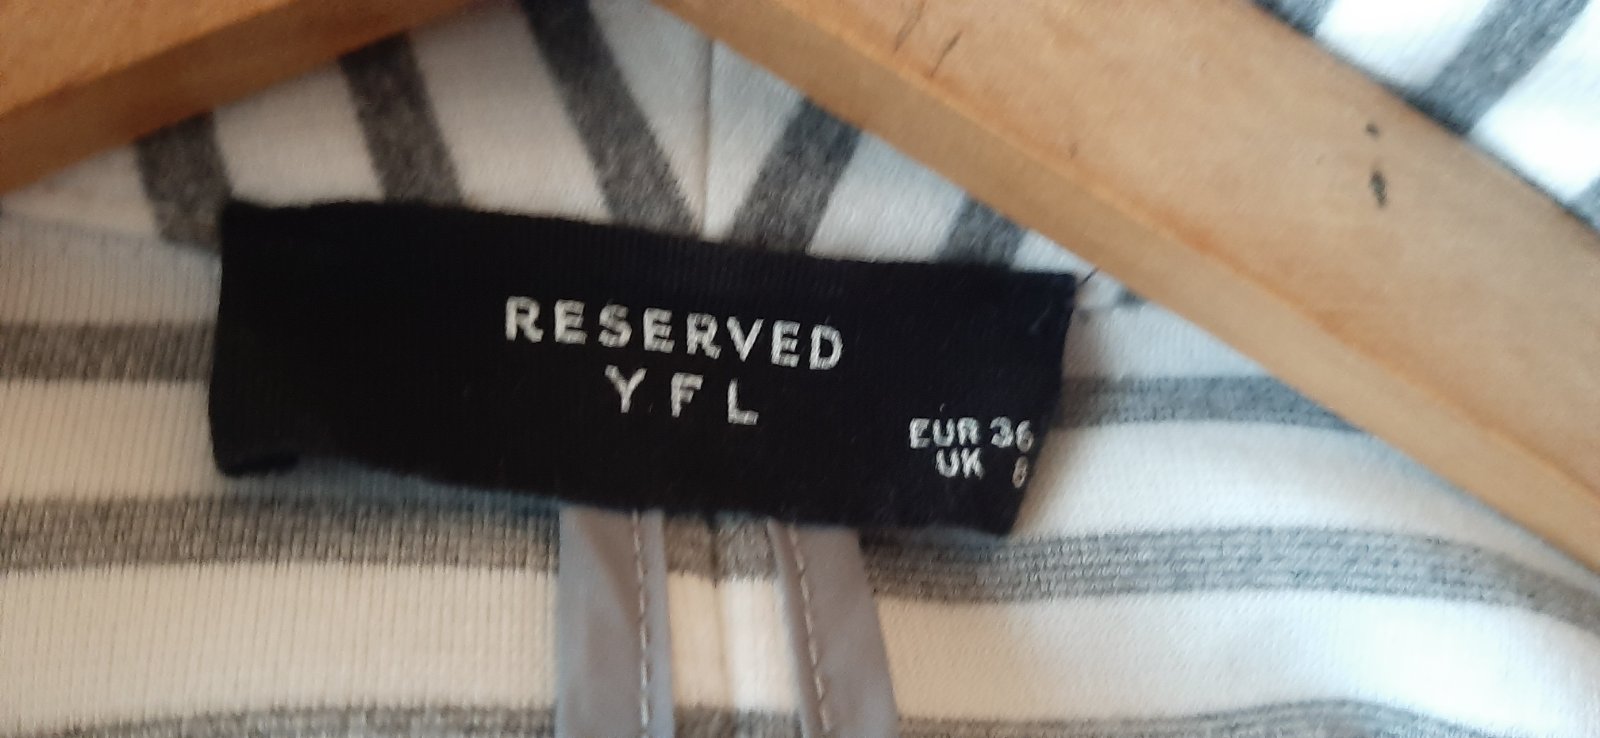 RESERVED
YFL
EUR 36
UK 8